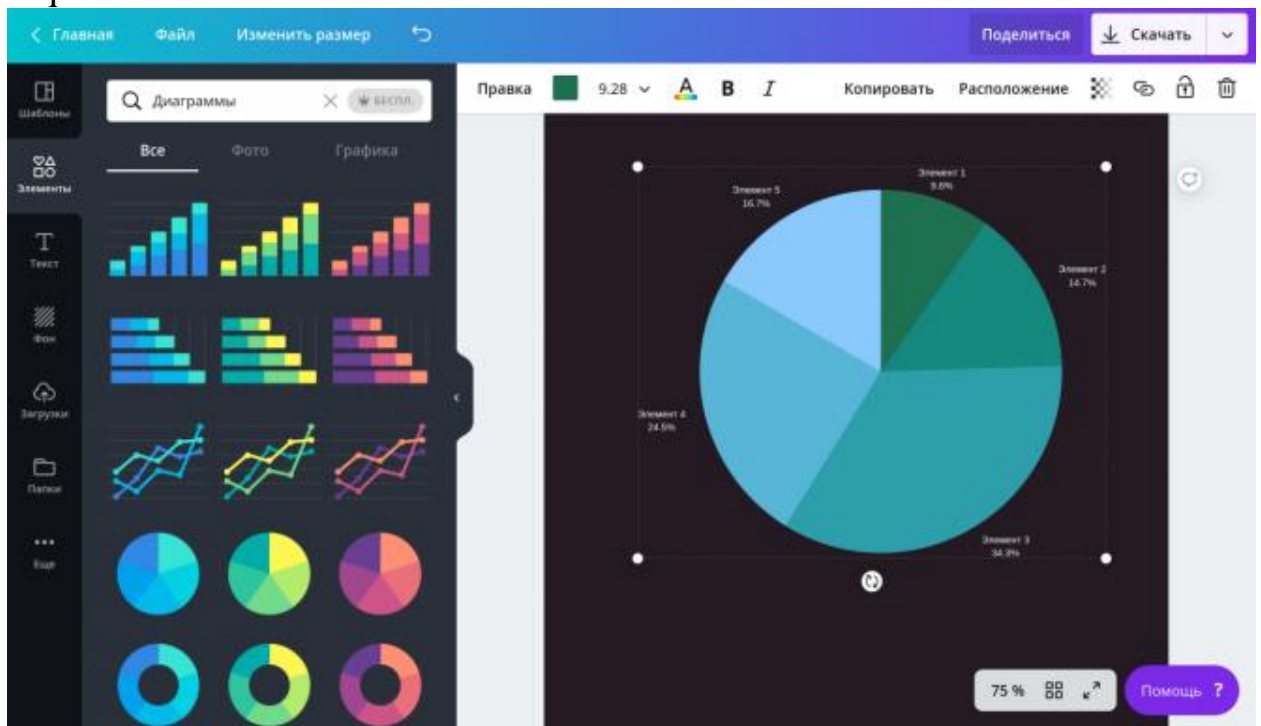 Главная Файл Изменить размер Поделиться Скачать
Шаблоны
Элементы
Текст
Фон
Загрузки
Папки
Еще
Диаграммы БЕСПЛ.
Все Фото Графика
Правка 9.28 A B I Копировать Расположение
Элемент 1
9.8%
Элемент 2
14.7%
Элемент 3
34.3%
Элемент 4
24.5%
Элемент 5
16.7%
75 % Помощь ?